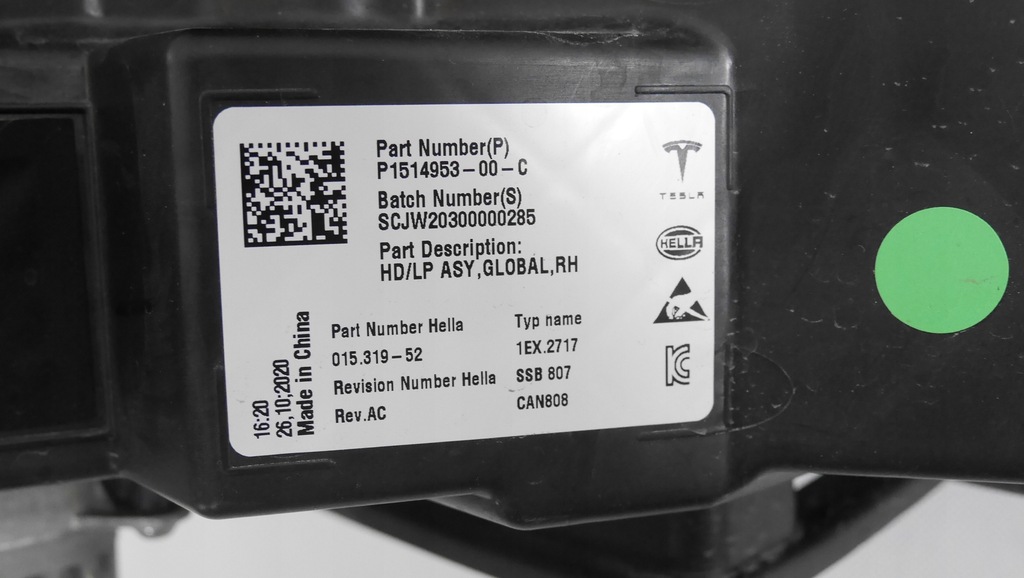 Part Number(P)
P1514953-00-C
Batch Number(S)
SCJW20300000285
Part Description:
HD/LP ASY,GLOBAL,RH
TESLA
HELLA
Part Number Hella
015.319-52
Revision Number Hella
Rev.AC
Typ name
1EX.2717
SSB 807
CAN808
16:20
26,10;2020
Made in China